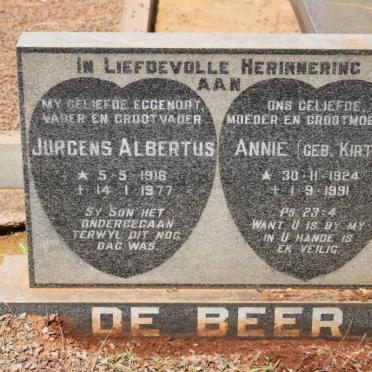 IN LIEFDEVOLLE HERINNERING
AAN
MY GELIEFDE EGGENOOT,
VADER EN GROOTVADER
JURGENS ALBERTUS
★ 5-5-1916
+ 14-1-1977
SY SON HET
ONDERGEGAAN
TERWYL DIT NOG
DAG WAS
ONS GELIEFDE,
MOEDER EN GROOTMOE
ANNIE (GEB. KIRT
★ 30-11-1924
+ 1-9-1991
PS. 23:4
WANT U IS BY MY
IN U HANDE IS
EK VEILIG
DE BEER